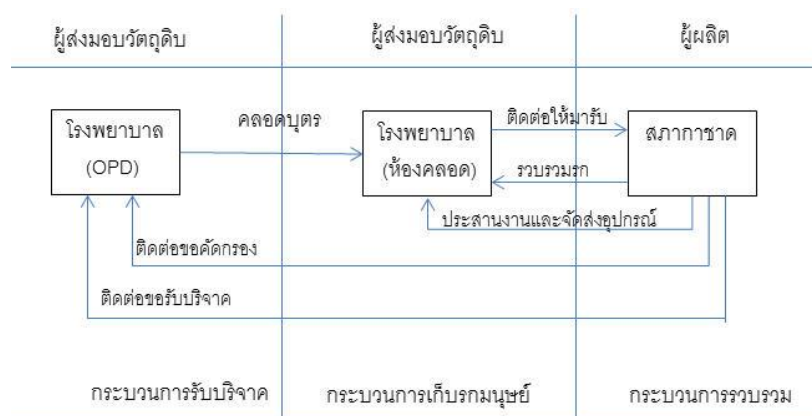 ผู้ส่งมอบวัตถุดิบ
ผู้ส่งมอบวัตถุดิบ
ผู้ผลิต
โรงพยาบาล
(OPD)
คลอดบุตร
โรงพยาบาล
(ห้องคลอด)
ติดต่อให้มารับ
สภากาชาด
รวบรวมรก
ประสานงานและจัดส่งอุปกรณ์
ติดต่อขอคัดกรอง
ติดต่อขอรับบริจาค
กระบวนการรับบริจาค
กระบวนการเก็บรกมนุษย์
กระบวนการรวบรวม